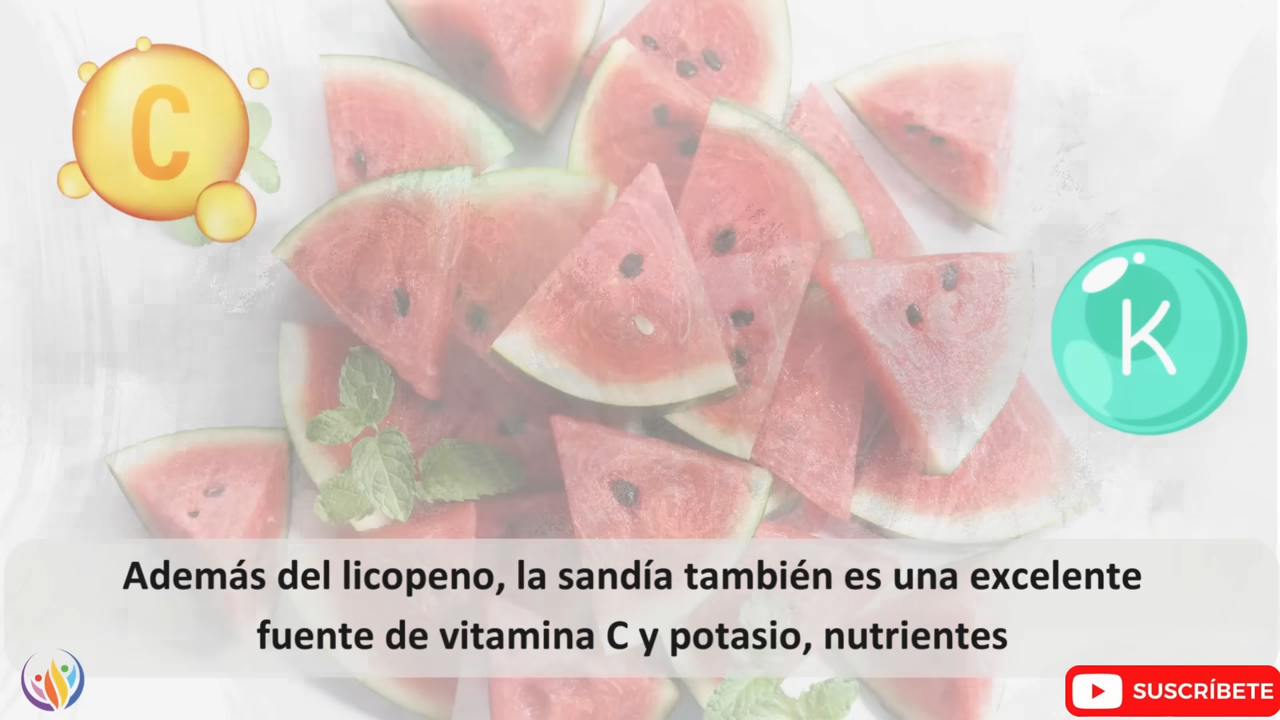 C
K
Además del licopeno, la sandía también es una excelente
fuente de vitamina C y potasio, nutrientes
SUSCRÍBETE